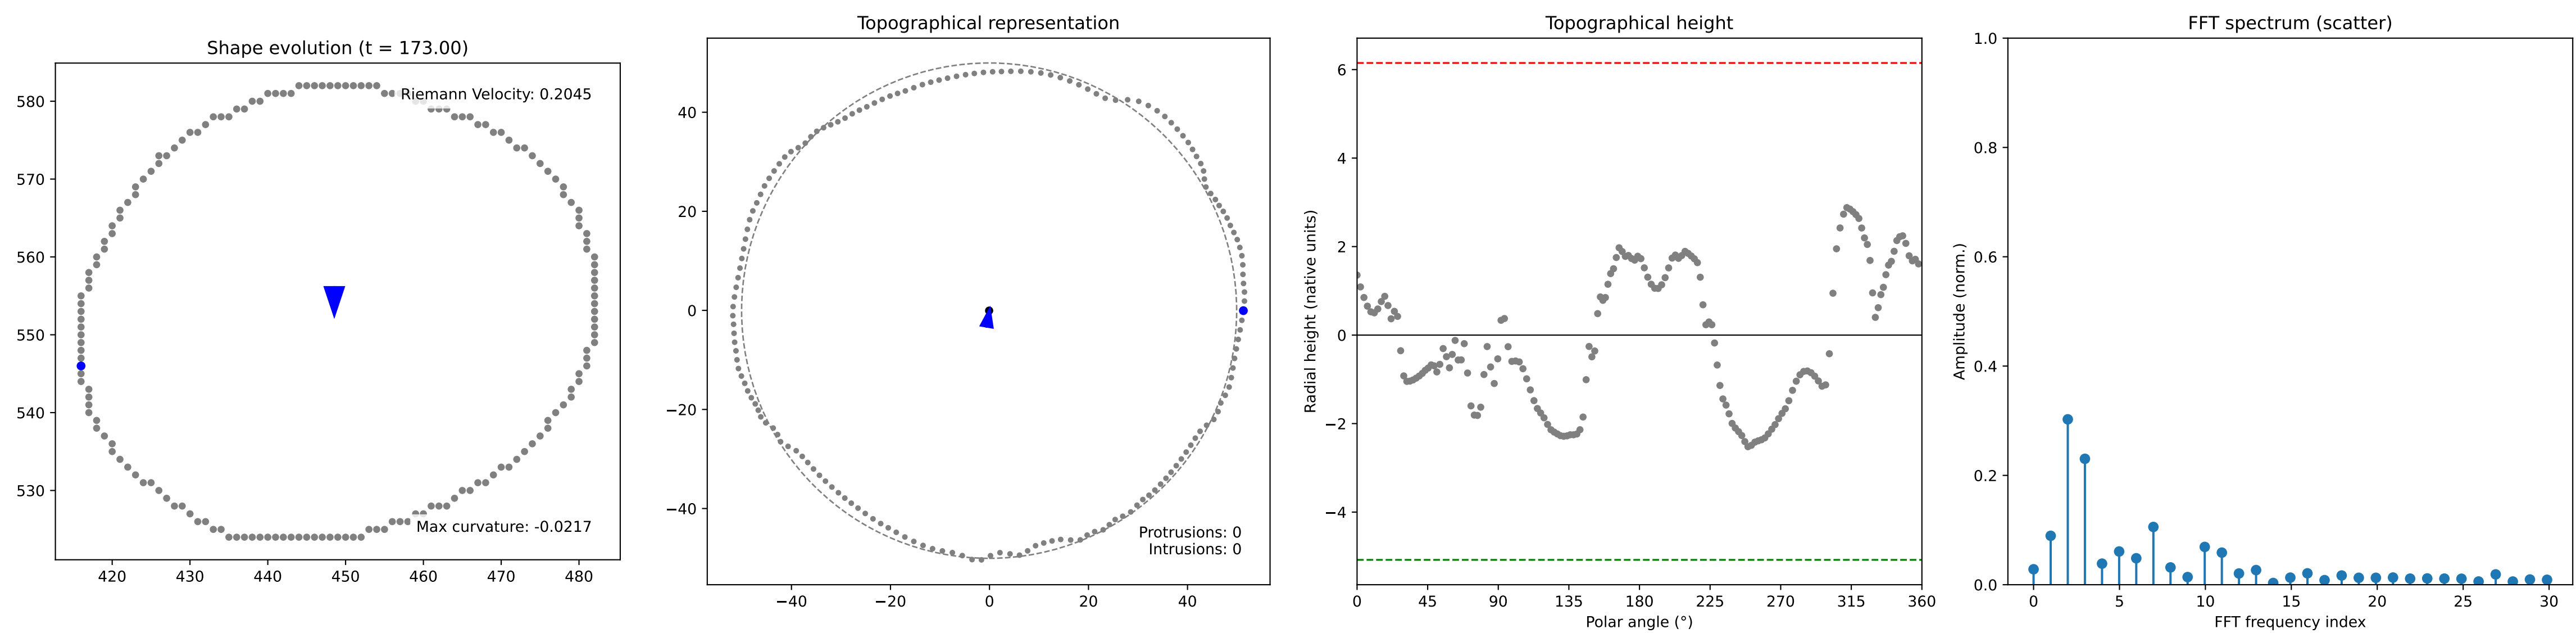 Shape evolution (t = 173.00)
Riemann Velocity: 0.2045
Max curvature: -0.0217
580
570
560
550
540
530
420 430 440 450 460 470 480
Topographical representation
40
20
0
−20
−40
−40 −20 0 20 40
Protrusions: 0
Intrusions: 0
Topographical height
Radial height (native units)
6
4
2
0
−2
−4
0 45 90 135 180 225 270 315 360
Polar angle (°)
FFT spectrum (scatter)
Amplitude (norm.)
1.0
0.8
0.6
0.4
0.2
0.0
0 5 10 15 20 25 30
FFT frequency index